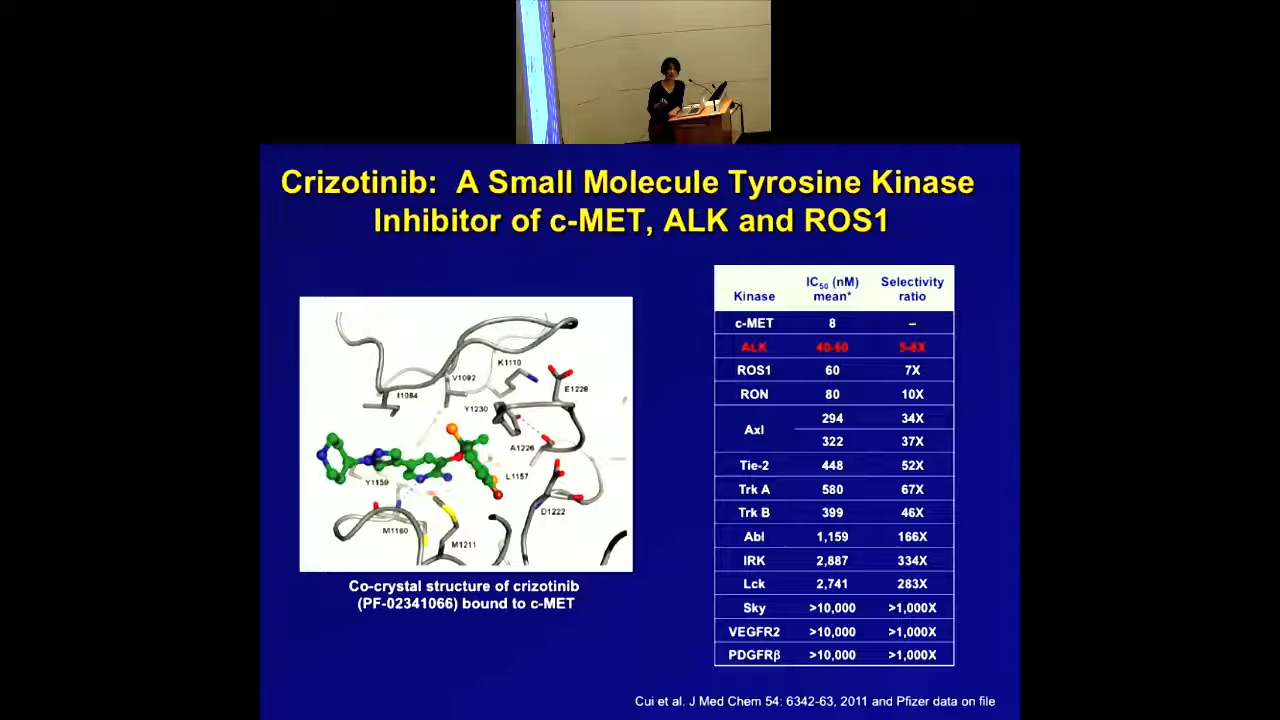 Crizotinib: A Small Molecule Tyrosine Kinase
Inhibitor of c-MET, ALK and ROS1
K1110
V1092
I1084
E1228
Y1230
A1226
L1157
Y1159
D1222
M1160
M1211
Co-crystal structure of crizotinib
(PF-02341066) bound to c-MET
Kinase IC50 (nM) mean* Selectivity ratio
c-MET 8 –
ALK 40-60 5-8X
ROS1 60 7X
RON 80 10X
Axl 294 34X
322 37X
Tie-2 448 52X
Trk A 580 67X
Trk B 399 46X
Abl 1,159 166X
IRK 2,887 334X
Lck 2,741 283X
Sky >10,000 >1,000X
VEGFR2 >10,000 >1,000X
PDGFRβ >10,000 >1,000X
Cui et al. J Med Chem 54: 6342-63, 2011 and Pfizer data on file